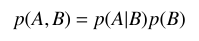 p(A, B) = p(A|B)p(B)